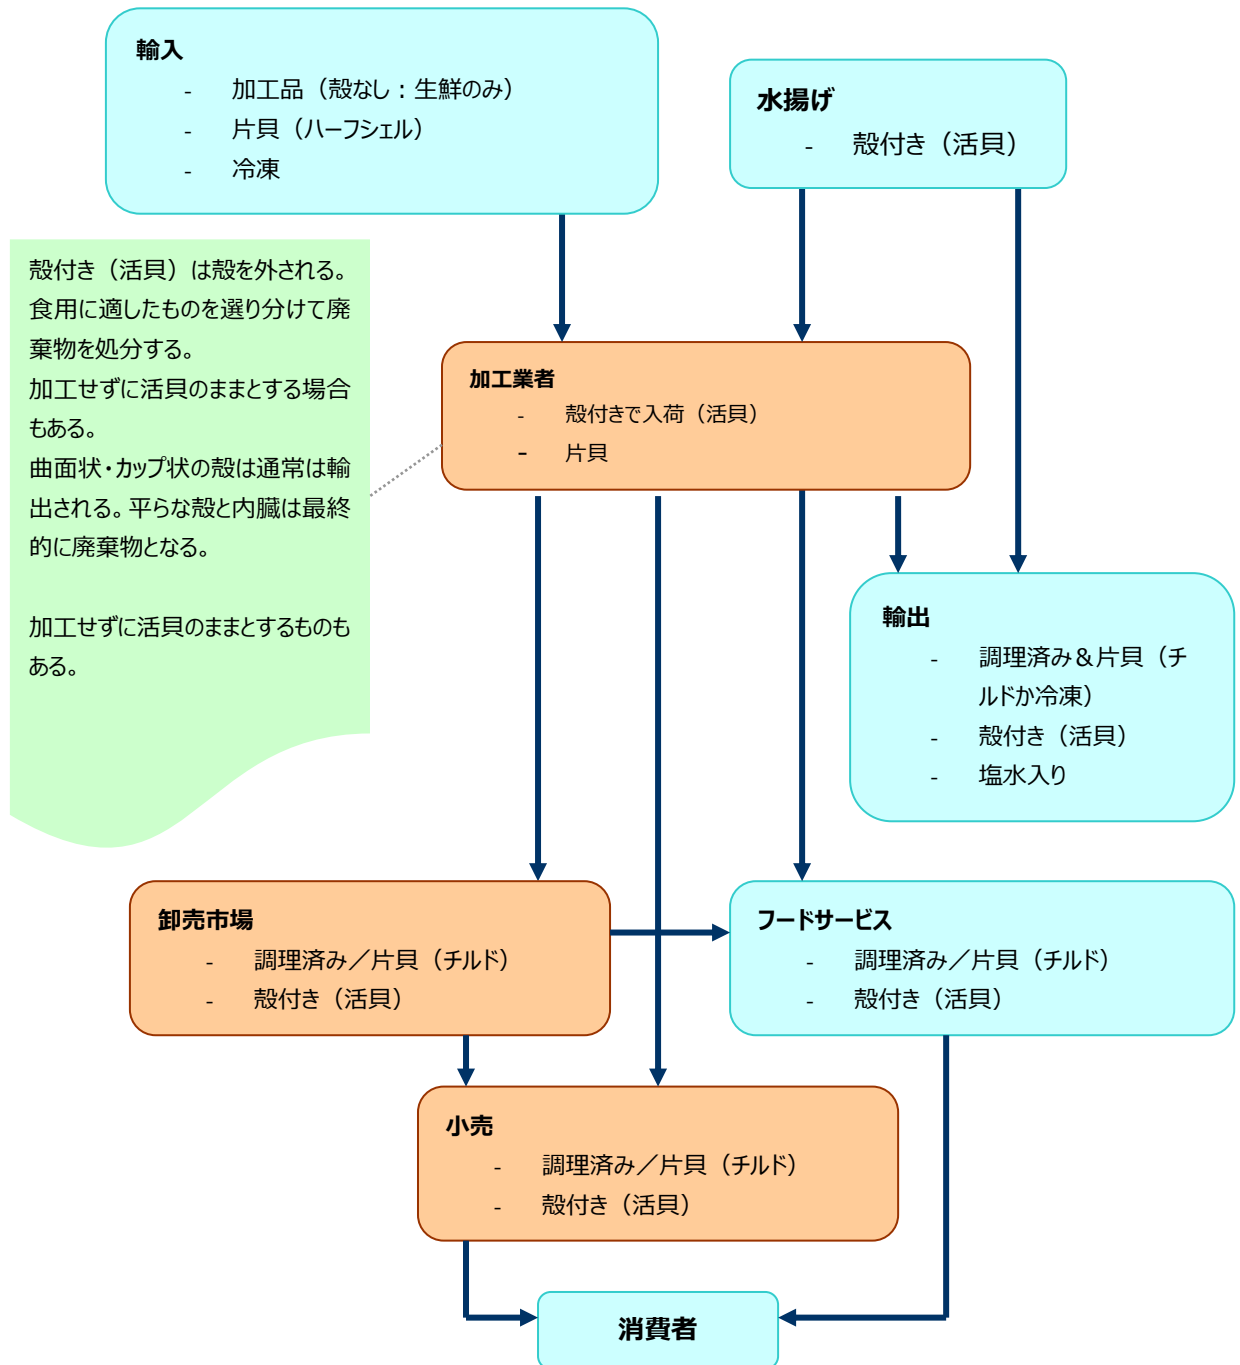 輸入
- 加工品（殻なし：生鮮のみ）
- 片貝（ハーフシェル）
- 冷凍
水揚げ
- 殻付き（活貝）
殻付き（活貝）は殻を外される。
食用に適したものを選り分けて廃
棄物を処分する。
加工せずに活貝のままとする場合
もある。
曲面状・カップ状の殻は通常は輸
出される。平らな殻と内臓は最終
的に廃棄物となる。
加工せずに活貝のままとするものも
ある。
加工業者
- 殻付きで入荷（活貝）
- 片貝
輸出
- 調理済み＆片貝（チ
ルドか冷凍）
- 殻付き（活貝）
- 塩水入り
卸売市場
- 調理済み／片貝（チルド）
- 殻付き（活貝）
フードサービス
- 調理済み／片貝（チルド）
- 殻付き（活貝）
小売
- 調理済み／片貝（チルド）
- 殻付き（活貝）
消費者